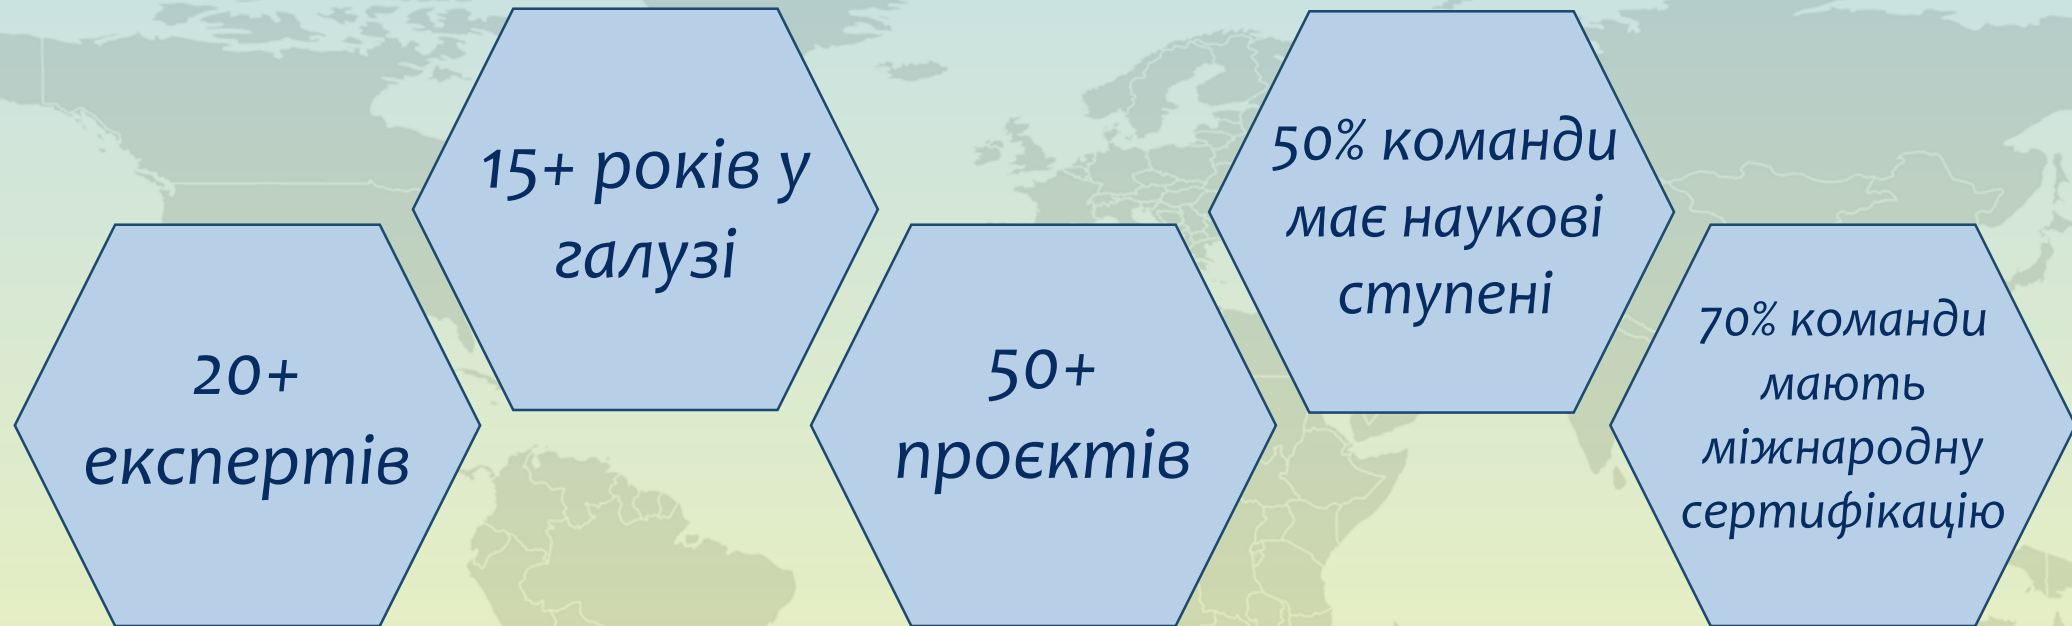 20+
експертів
15+ років у
галузі
50+
проєктів
50% команди
має наукові
ступені
70% команди
мають
міжнародну
сертифікацію